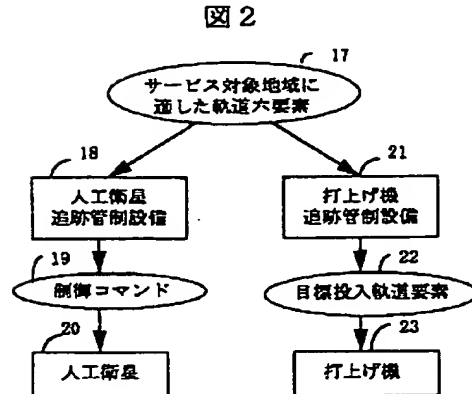 図2
17
サービス対象地域に
適した軌道六要素
18
21
人工衛星
追跡管制設備
打上げ機
追跡管制設備
19
22
制御コマンド
目標投入軌道要素
20
23
人工衛星
打上げ機